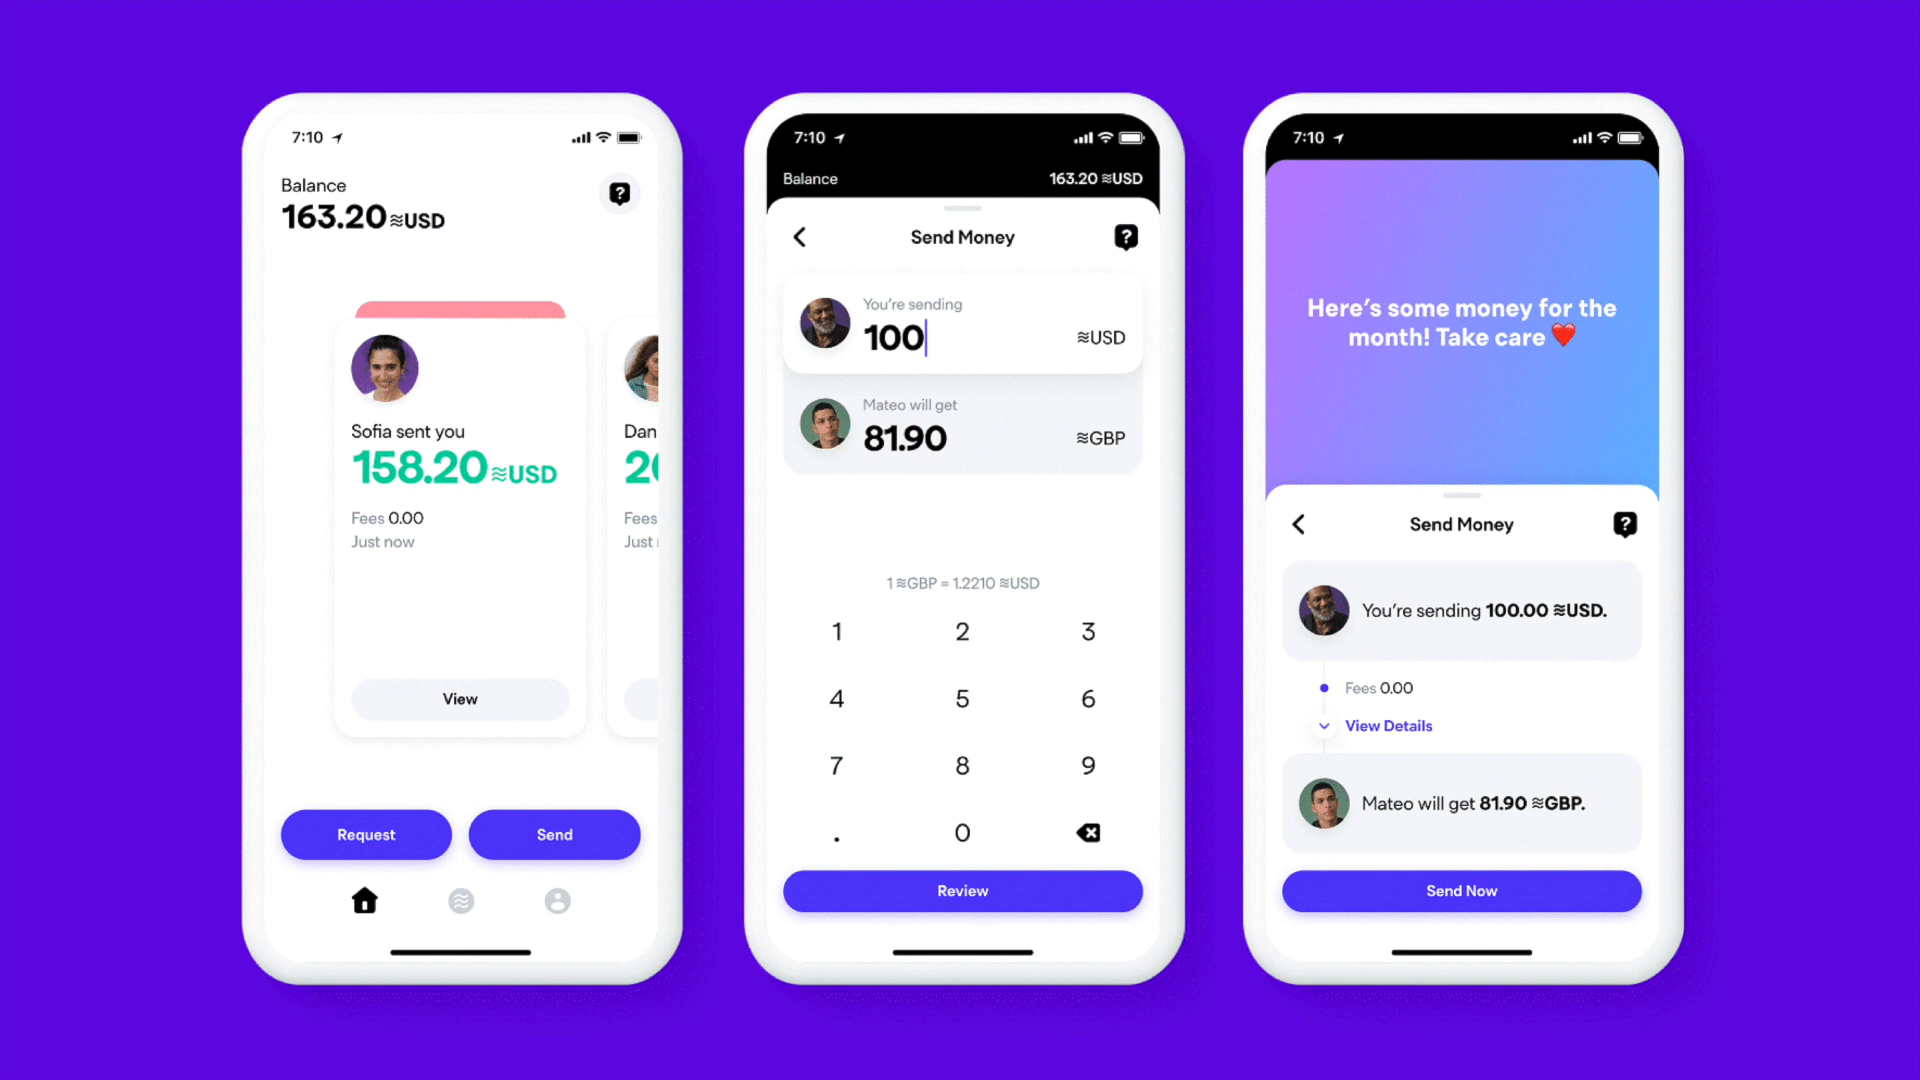 7:10
Balance
163.20 ≋USD
Sofia sent you
158.20 ≋USD
Fees 0.00
Just now
View
Dan
Fees
Just
Request
Send
7:10
Balance
163.20 ≋USD
Send Money
You're sending
100
≋USD
Mateo will get
81.90
≋GBP
1 ≋GBP = 1.2210 ≋USD
1 2 3
4 5 6
7 8 9
. 0
Review
7:10
Here's some money for the
month! Take care ❤️
Send Money
You're sending 100.00 ≋USD.
Fees 0.00
View Details
Mateo will get 81.90 ≋GBP.
Send Now